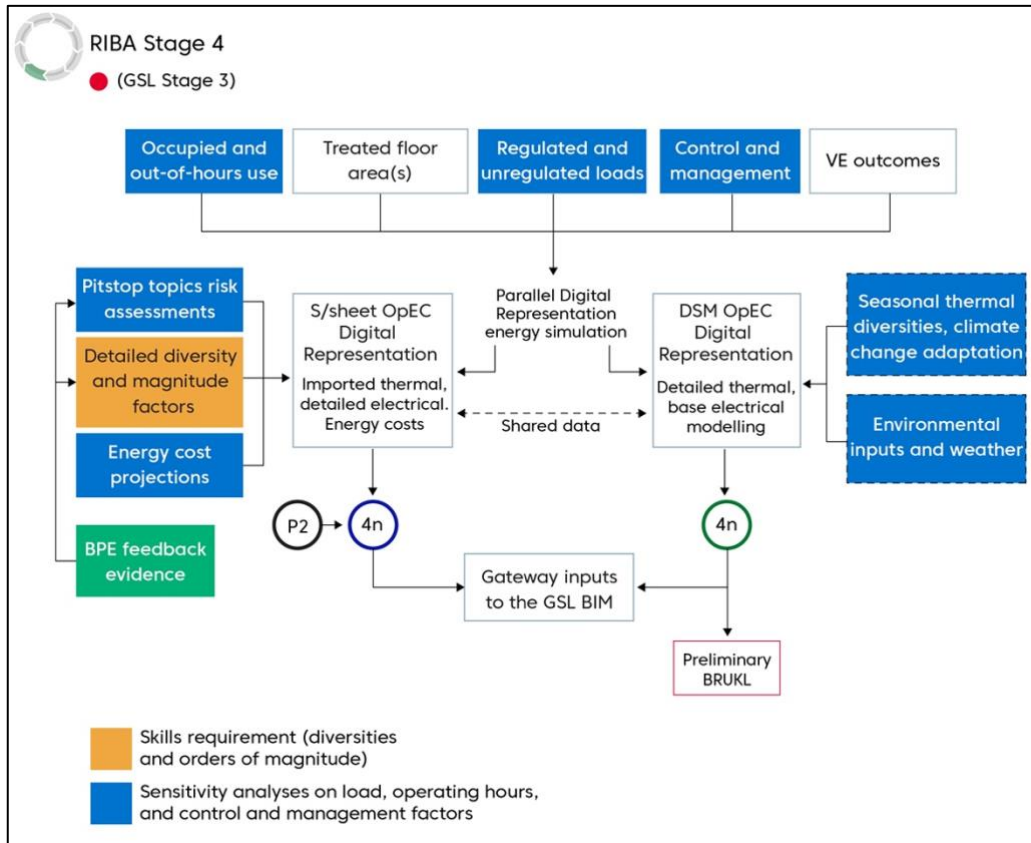 RIBA Stage 4
(GSL Stage 3)
Occupied and
out-of-hours use
Treated floor
area(s)
Regulated and
unregulated loads
Control and
management
VE outcomes
Pitstop topics risk
assessments
Detailed diversity
and magnitude
factors
Energy cost
projections
BPE feedback
evidence
S/sheet OpEC
Digital
Representation
Imported thermal,
detailed electrical.
Energy costs
Parallel Digital
Representation
energy simulation
Shared data
DSM OpEC
Digital
Representation
Detailed thermal,
base electrical
modelling
Seasonal thermal
diversities, climate
change adaptation
Environmental
inputs and weather
P2
4n
4n
Gateway inputs
to the GSL BIM
Preliminary
BRUKL
Skills requirement (diversities
and orders of magnitude)
Sensitivity analyses on load, operating hours,
and control and management factors